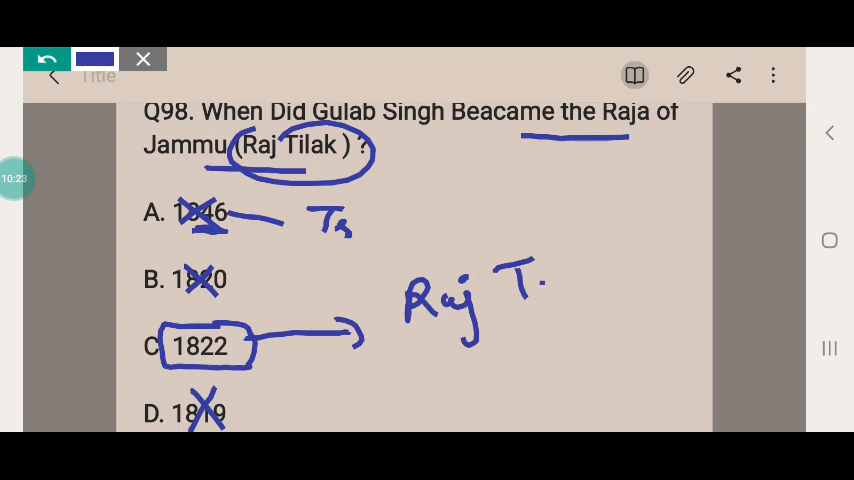 Title
Q98. When Did Gulab Singh Beacame the Raja of
Jammu (Raj Tilak ) ?
10:23
A. 1846
B. 1820
Raj T.
C 1822
D. 1819